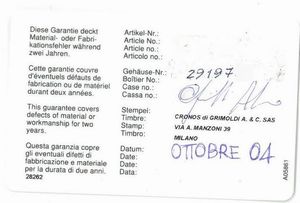 Diese Garantie deckt
Material- oder Fabri-
kationsfehler während
zwei Jahren.
Cette garantie couvre
d'éventuels défauts de
fabrication ou de matériel
durant deux années.
This guarantee covers
defects of material or
workmanship for two
years.
Questa garanzia copre
gli eventuali difetti di
fabbricazione e materiale
per la durata di due anni.
28262
Artikel-Nr.:
Article No.:
Article no.:
Articolo no.:
Gehäuse-Nr.: 29197
Boîtier No.:
Case no.:
Cassa no.:
Stempel:
Timbre: CRONOS di GRIMOLDI A. & C. SAS
Stamp: VIA A. MANZONI 39
Timbro: MILANO
Datum: OTTOBRE 04
Date:
Date:
Data:
A05861